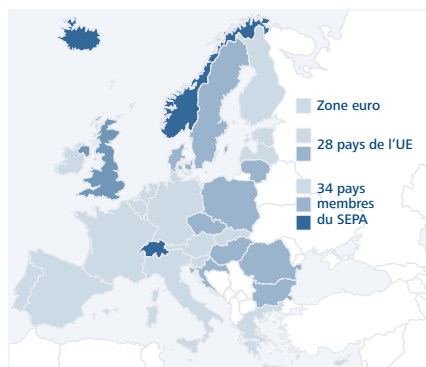 Zone euro
28 pays de l’UE
34 pays
membres
du SEPA